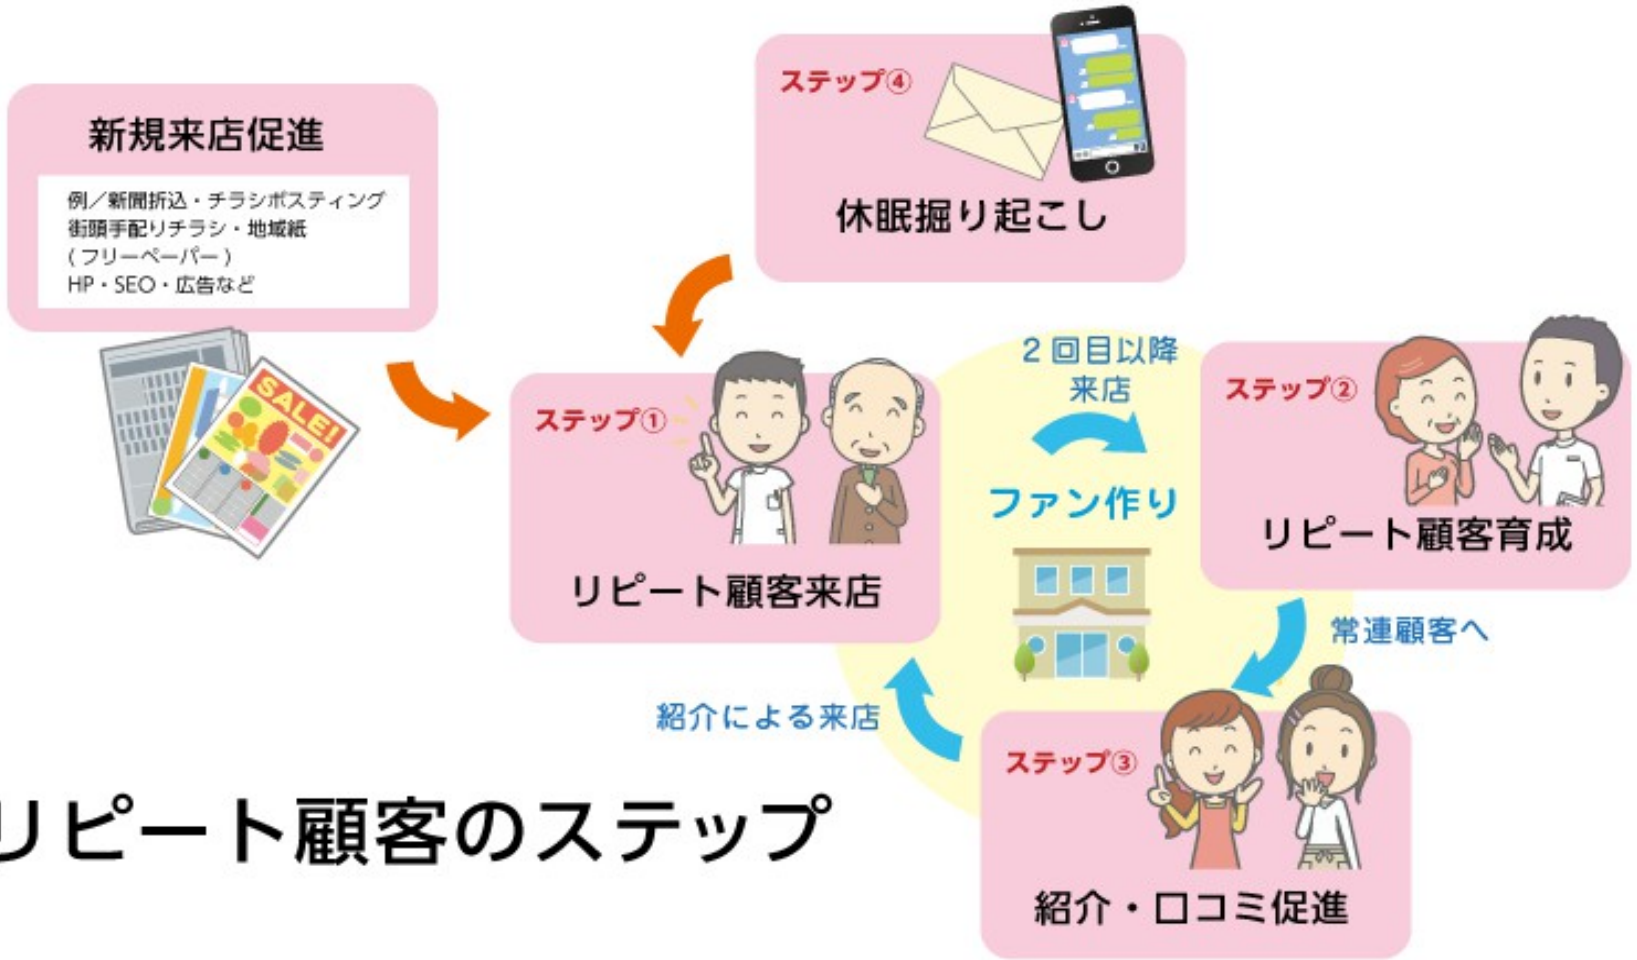 新規来店促進
例／新聞折込・チラシポスティング
街頭手配りチラシ・地域紙
(フリーペーパー)
HP・SEO・広告など
SALE!
ステップ④
休眠掘り起こし
ステップ①
リピート顧客来店
2回目以降
来店
ファン作り
ステップ②
リピート顧客育成
常連顧客へ
ステップ③
紹介・口コミ促進
紹介による来店
リピート顧客のステップ